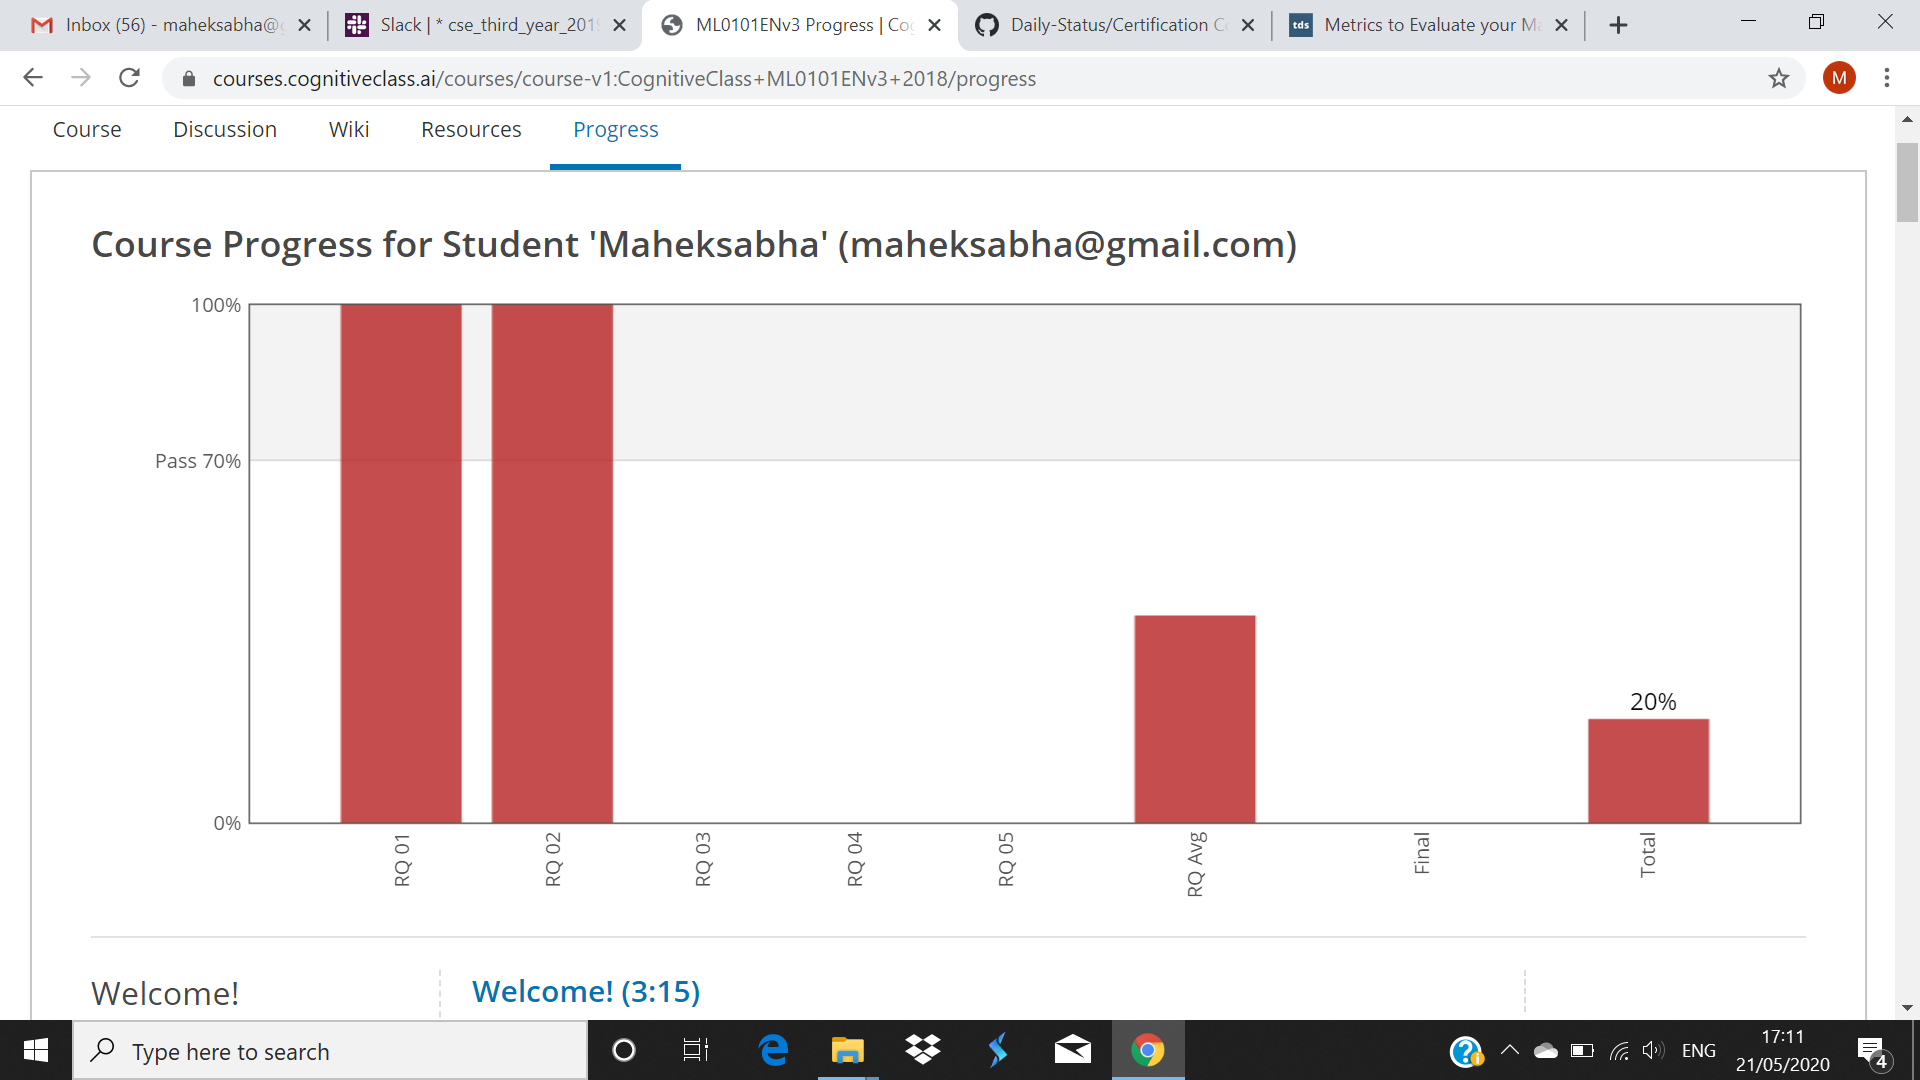 Inbox (56) - maheksabha@g
Slack | * cse_third_year_201
ML0101ENv3 Progress | Co
Daily-Status/Certification C
tds
Metrics to Evaluate your M
courses.cognitiveclass.ai/courses/course-v1:CognitiveClass+ML0101ENv3+2018/progress
M
Course
Discussion
Wiki
Resources
Progress
Course Progress for Student 'Maheksabha' (maheksabha@gmail.com)
100%
Pass 70%
0%
20%
RQ 01
RQ 02
RQ 03
RQ 04
RQ 05
RQ Avg
Final
Total
Welcome!
Welcome! (3:15)
Type here to search
ENG
17:11
21/05/2020
4